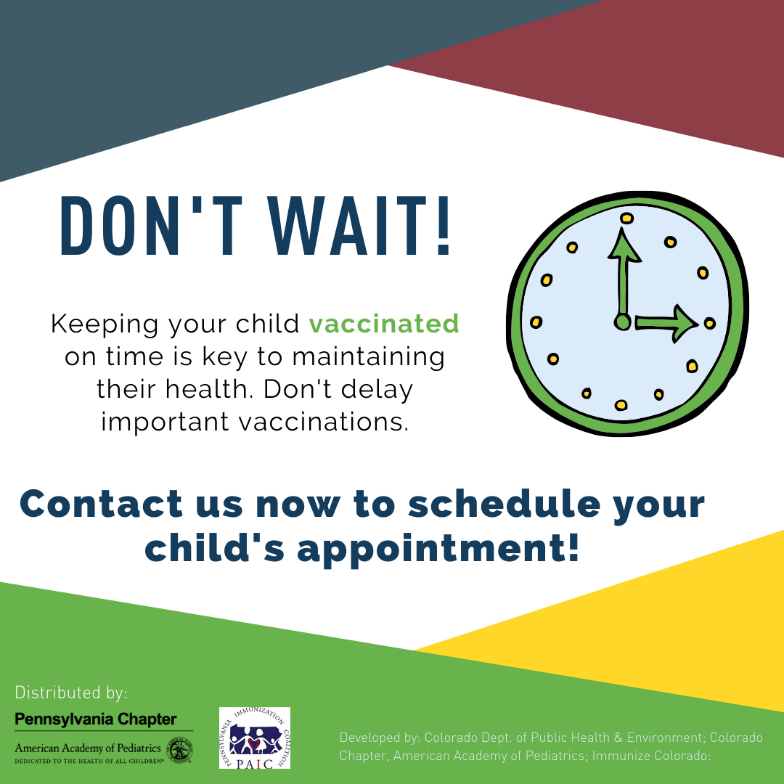 DON'T WAIT!
Keeping your child vaccinated
on time is key to maintaining
their health. Don't delay
important vaccinations.
Contact us now to schedule your
child's appointment!
Distributed by:
Pennsylvania Chapter
American Academy of Pediatrics
DEDICATED TO THE HEALTH OF ALL CHILDREN®
PENNSYLVANIA IMMUNIZATION COALITION
PAIC
Developed by: Colorado Dept. of Public Health & Environment; Colorado
Chapter, American Academy of Pediatrics; Immunize Colorado: